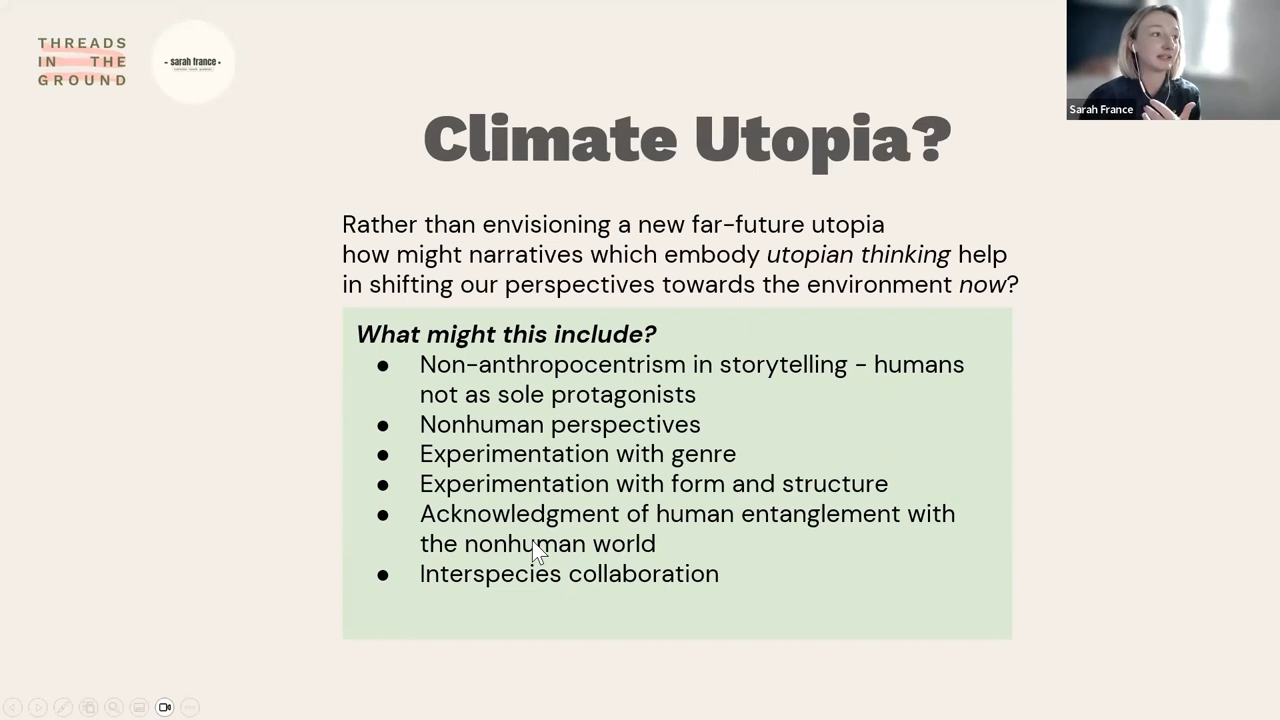 THREADS
IN THE
GROUND
- sarah france -
Sarah France
Climate Utopia?
Rather than envisioning a new far-future utopia
how might narratives which embody utopian thinking help
in shifting our perspectives towards the environment now?
What might this include?
● Non-anthropocentrism in storytelling - humans
not as sole protagonists
● Nonhuman perspectives
● Experimentation with genre
● Experimentation with form and structure
● Acknowledgment of human entanglement with
the nonhuman world
● Interspecies collaboration